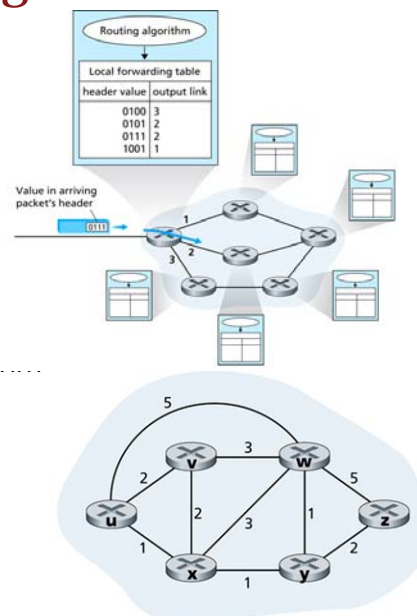 g
Routing algorithm
Local forwarding table
header value output link
0100 3
0101 2
0111 2
1001 1
Value in arriving
packet's header
0111
1
2
3
5
v 3 w
2 5
u 2 3 1 z
1 2
x 1 y